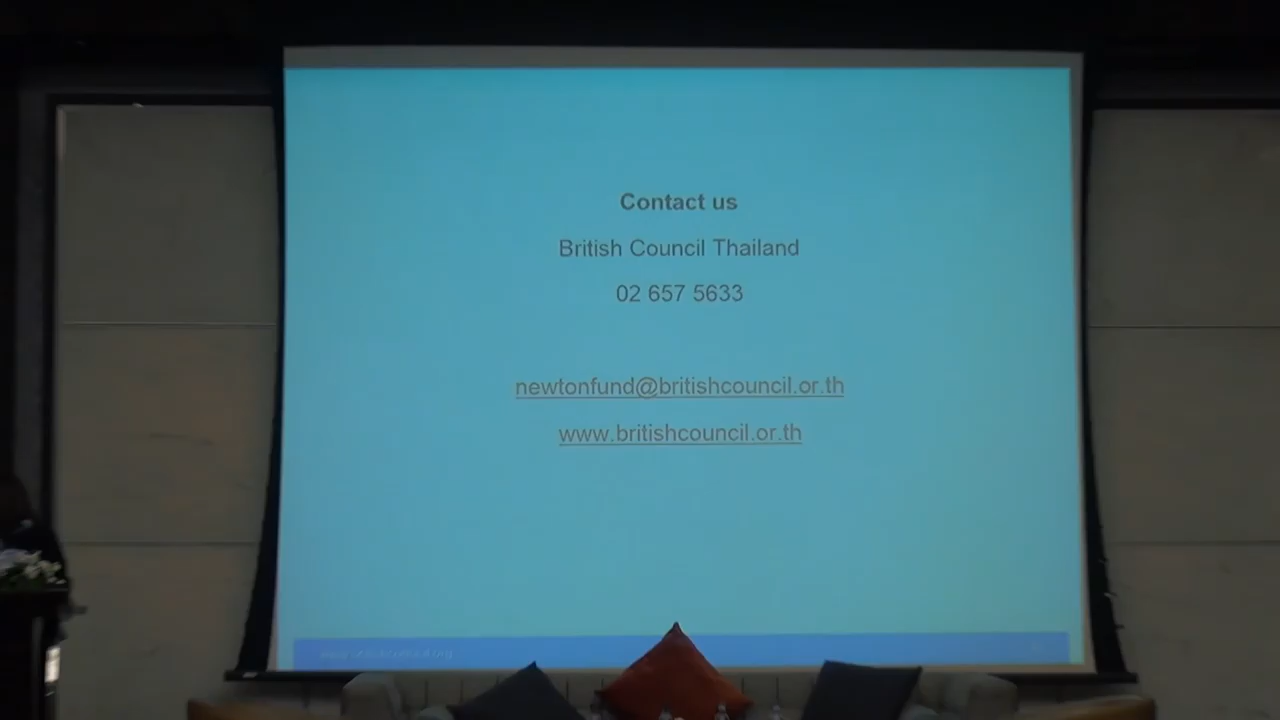 Contact us
British Council Thailand
02 657 5633
newtonfund@britishcouncil.or.th
www.britishcouncil.or.th